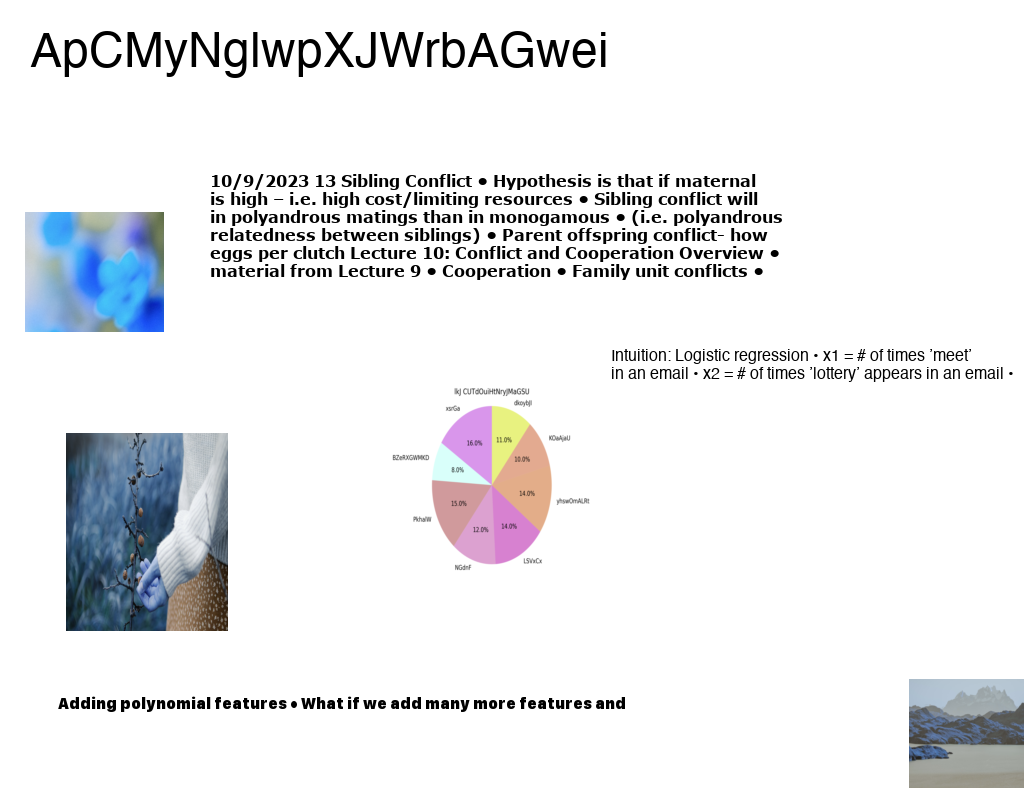 ApCMyNglwpXJWrbAGwei
10/9/2023 13 Sibling Conflict • Hypothesis is that if maternal
is high – i.e. high cost/limiting resources • Sibling conflict will
in polyandrous matings than in monogamous • (i.e. polyandrous
relatedness between siblings) • Parent offspring conflict– how
eggs per clutch Lecture 10: Conflict and Cooperation Overview •
material from Lecture 9 • Cooperation • Family unit conflicts •
Intuition: Logistic regression • x1 = # of times ’meet’
in an email • x2 = # of times ’lottery’ appears in an email •
lkJ CUTdOuiHtNryJMaGSU
dkoybJl
xsrGa
KOaAjaU
16.0%
11.0%
BZeRXGWMKD
8.0%
10.0%
14.0%
yhswOmALRt
15.0%
PkhalW
12.0%
14.0%
LSVxCx
NGdnF
Adding polynomial features • What if we add many more features and